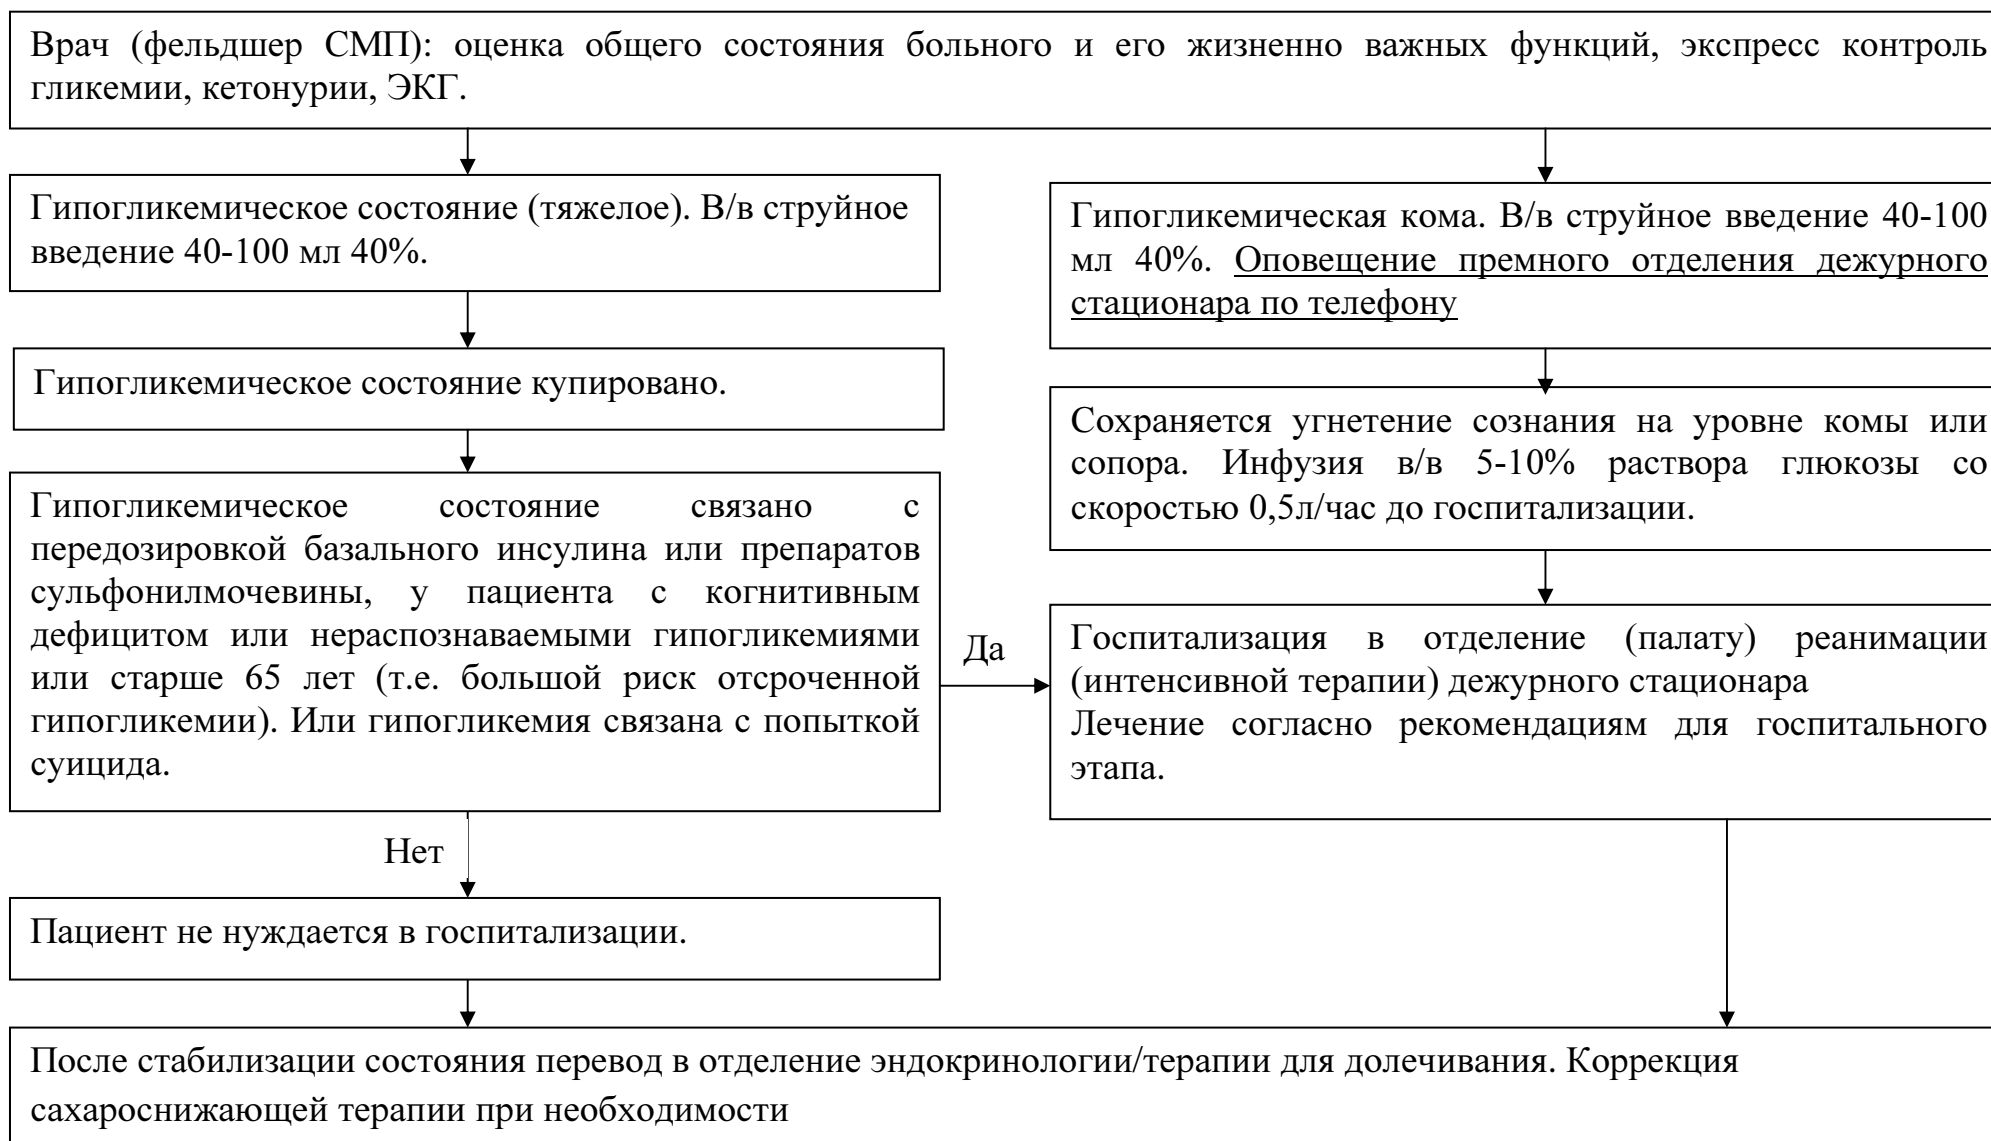 Врач (фельдшер СМП): оценка общего состояния больного и его жизненно важных функций, экспресс контроль
гликемии, кетонурии, ЭКГ.
Гипогликемическое состояние (тяжелое). В/в струйное
введение 40-100 мл 40%.
Гипогликемическое состояние купировано.
Гипогликемическое состояние связано с
передозировкой базального инсулина или препаратов
сульфонилмочевины, у пациента с когнитивным
дефицитом или нераспознаваемыми гипогликемиями
или старше 65 лет (т.е. большой риск отсроченной
гипогликемии). Или гипогликемия связана с попыткой
суицида.
Да
Нет
Пациент не нуждается в госпитализации.
Гипогликемическая кома. В/в струйное введение 40-100
мл 40%. Оповещение премного отделения дежурного
стационара по телефону
Сохраняется угнетение сознания на уровне комы или
сопора. Инфузия в/в 5-10% раствора глюкозы со
скоростью 0,5л/час до госпитализации.
Госпитализация в отделение (палату) реанимации
(интенсивной терапии) дежурного стационара
Лечение согласно рекомендациям для госпитального
этапа.
После стабилизации состояния перевод в отделение эндокринологии/терапии для долечивания. Коррекция
сахароснижающей терапии при необходимости